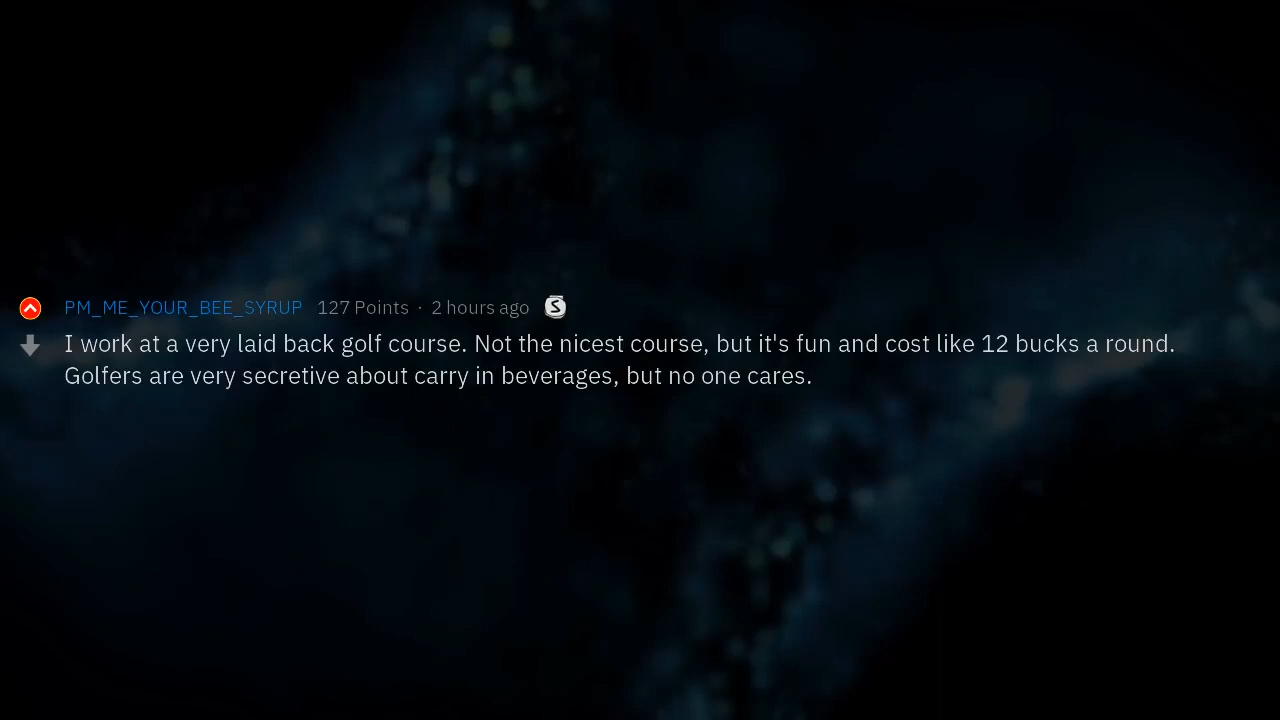 PM_ME_YOUR_BEE_SYRUP 127 Points · 2 hours ago S
I work at a very laid back golf course. Not the nicest course, but it's fun and cost like 12 bucks a round.
Golfers are very secretive about carry in beverages, but no one cares.